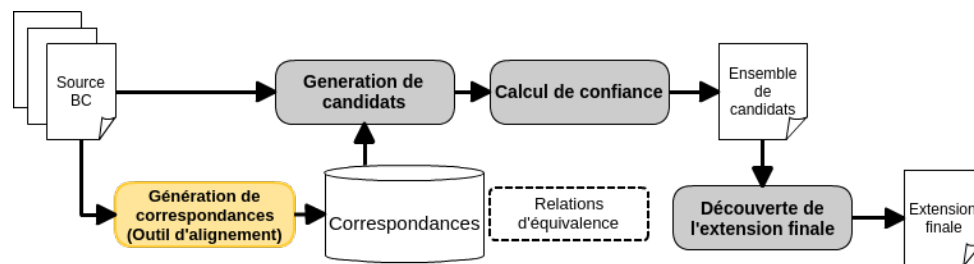 Source
BC
Generation de
candidats
Calcul de confiance
Ensemble
de
candidats
Génération de
correspondances
(Outil d'alignement)
Correspondances
Relations
d'équivalence
Découverte de
l'extension finale
Extension
finale